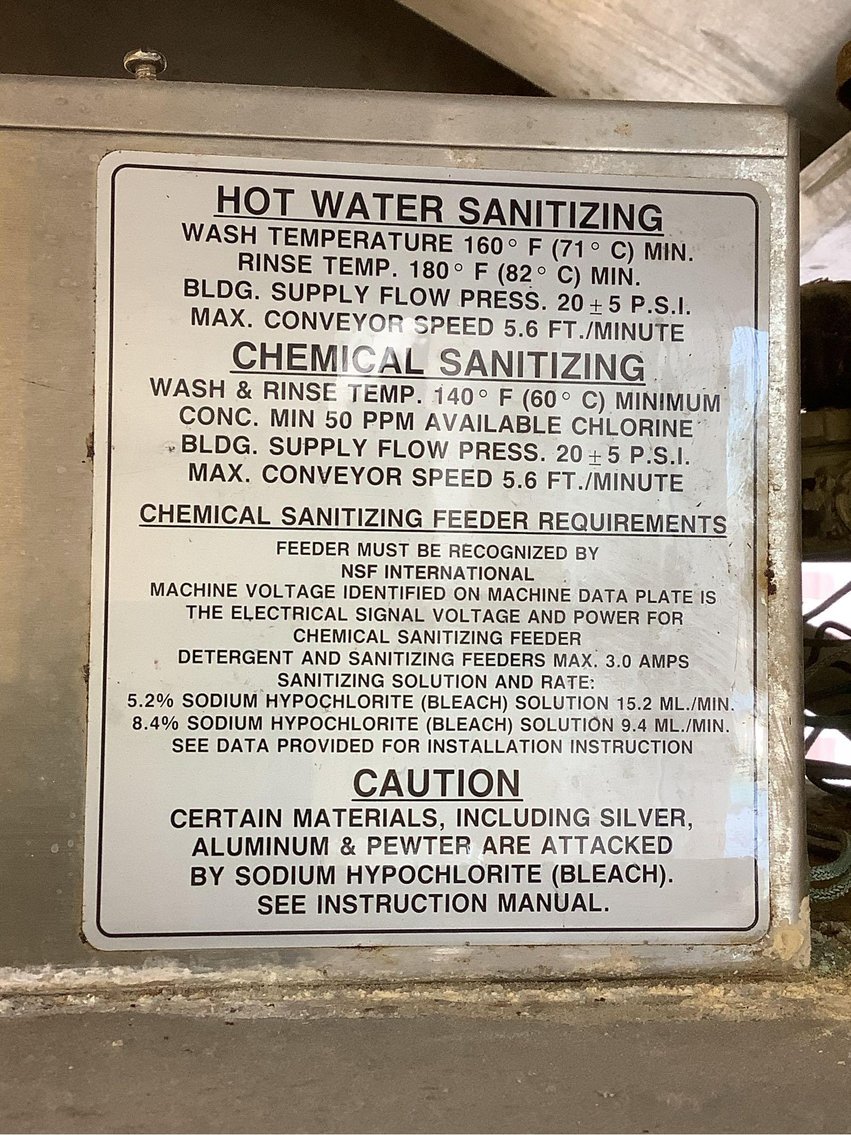 HOT WATER SANITIZING
WASH TEMPERATURE 160° F (71° C) MIN.
RINSE TEMP. 180° F (82° C) MIN.
BLDG. SUPPLY FLOW PRESS. 20 ± 5 P.S.I.
MAX. CONVEYOR SPEED 5.6 FT./MINUTE
CHEMICAL SANITIZING
WASH & RINSE TEMP. 140° F (60° C) MINIMUM
CONC. MIN 50 PPM AVAILABLE CHLORINE
BLDG. SUPPLY FLOW PRESS. 20 ± 5 P.S.I.
MAX. CONVEYOR SPEED 5.6 FT./MINUTE
CHEMICAL SANITIZING FEEDER REQUIREMENTS
FEEDER MUST BE RECOGNIZED BY
NSF INTERNATIONAL
MACHINE VOLTAGE IDENTIFIED ON MACHINE DATA PLATE IS
THE ELECTRICAL SIGNAL VOLTAGE AND POWER FOR
CHEMICAL SANITIZING FEEDER
DETERGENT AND SANITIZING FEEDERS MAX. 3.0 AMPS
SANITIZING SOLUTION AND RATE:
5.2% SODIUM HYPOCHLORITE (BLEACH) SOLUTION 15.2 ML./MIN.
8.4% SODIUM HYPOCHLORITE (BLEACH) SOLUTION 9.4 ML./MIN.
SEE DATA PROVIDED FOR INSTALLATION INSTRUCTION
CAUTION
CERTAIN MATERIALS, INCLUDING SILVER,
ALUMINUM & PEWTER ARE ATTACKED
BY SODIUM HYPOCHLORITE (BLEACH).
SEE INSTRUCTION MANUAL.